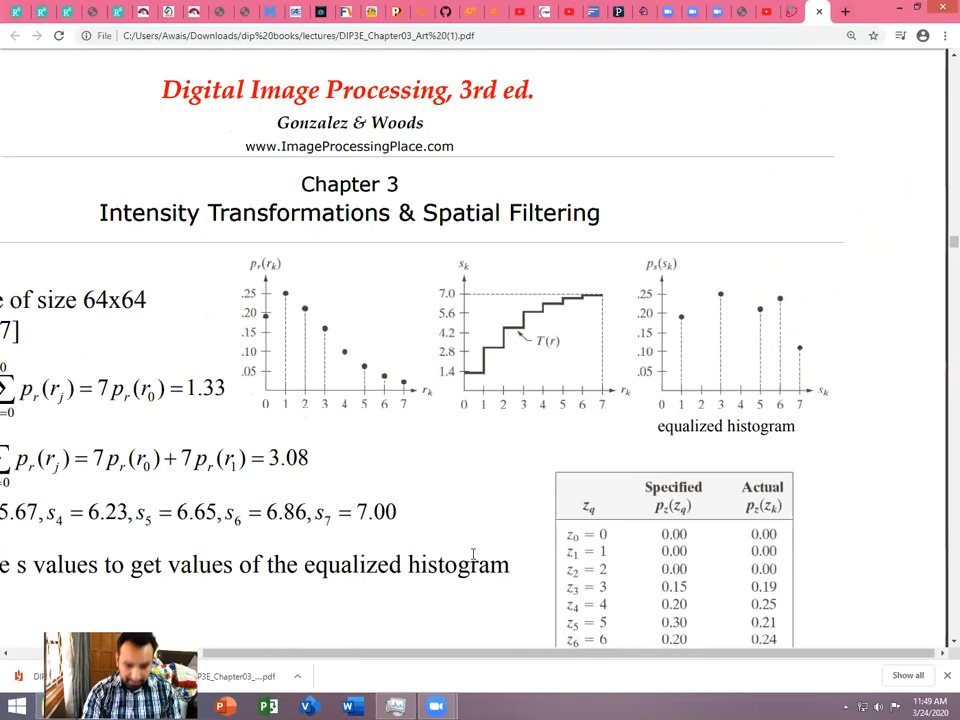 File
C:/Users/Awais/Downloads/dip%20books/lectures/DIP3E_Chapter03_Art%20(1).pdf
Digital Image Processing, 3rd ed.
Gonzalez & Woods
www.ImageProcessingPlace.com
Chapter 3
Intensity Transformations & Spatial Filtering
e of size 64x64
7]
p_r(r_k)
.25
.20
.15
.10
.05
0 1 2 3 4 5 6 7 r_k
s_k
7.0
5.6
4.2
2.8
1.4
T(r)
0 1 2 3 4 5 6 7 r_k
p_s(s_k)
.25
.20
.15
.10
.05
0 1 2 3 4 5 6 7 s_k
equalized histogram
∑ p_r(r_j) = 7p_r(r_0) = 1.33
∑ p_r(r_j) = 7p_r(r_0) + 7p_r(r_1) = 3.08
5.67, s_4 = 6.23, s_5 = 6.65, s_6 = 6.86, s_7 = 7.00
e s values to get values of the equalized histogram
Specified Actual
z_q p_z(z_q) p_z(z_k)
z_0 = 0 0.00 0.00
z_1 = 1 0.00 0.00
z_2 = 2 0.00 0.00
z_3 = 3 0.15 0.19
z_4 = 4 0.20 0.25
z_5 = 5 0.30 0.21
z_6 = 6 0.20 0.24
DIP
3E_Chapter03_....pdf
Show all
11:49 AM
3/24/2020